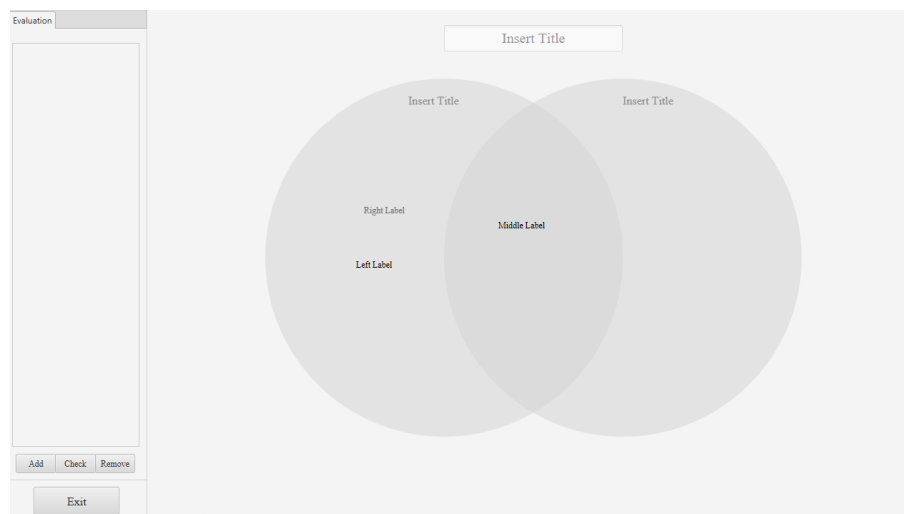 Evaluation
Insert Title
Insert Title
Insert Title
Right Label
Middle Label
Left Label
Add
Check
Remove
Exit